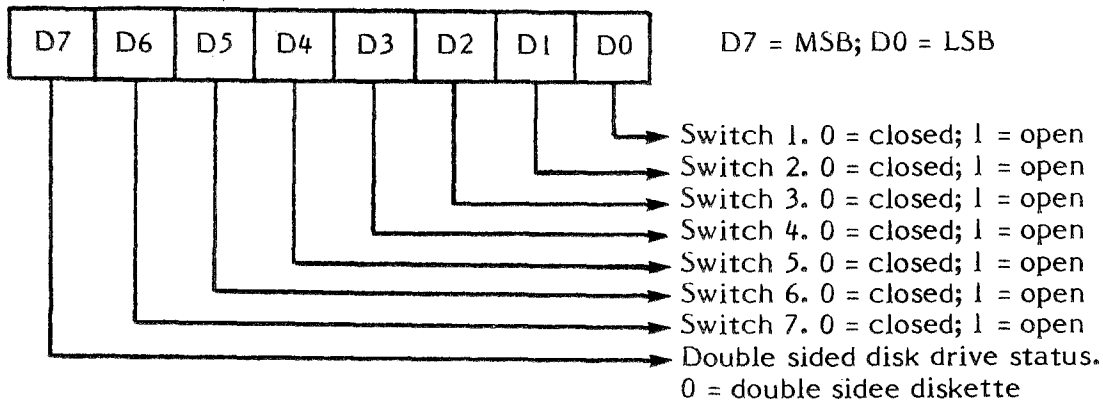 D7 D6 D5 D4 D3 D2 D1 D0 D7 = MSB; D0 = LSB
Switch 1. 0 = closed; 1 = open
Switch 2. 0 = closed; 1 = open
Switch 3. 0 = closed; 1 = open
Switch 4. 0 = closed; 1 = open
Switch 5. 0 = closed; 1 = open
Switch 6. 0 = closed; 1 = open
Switch 7. 0 = closed; 1 = open
Double sided disk drive status.
0 = double sidee diskette